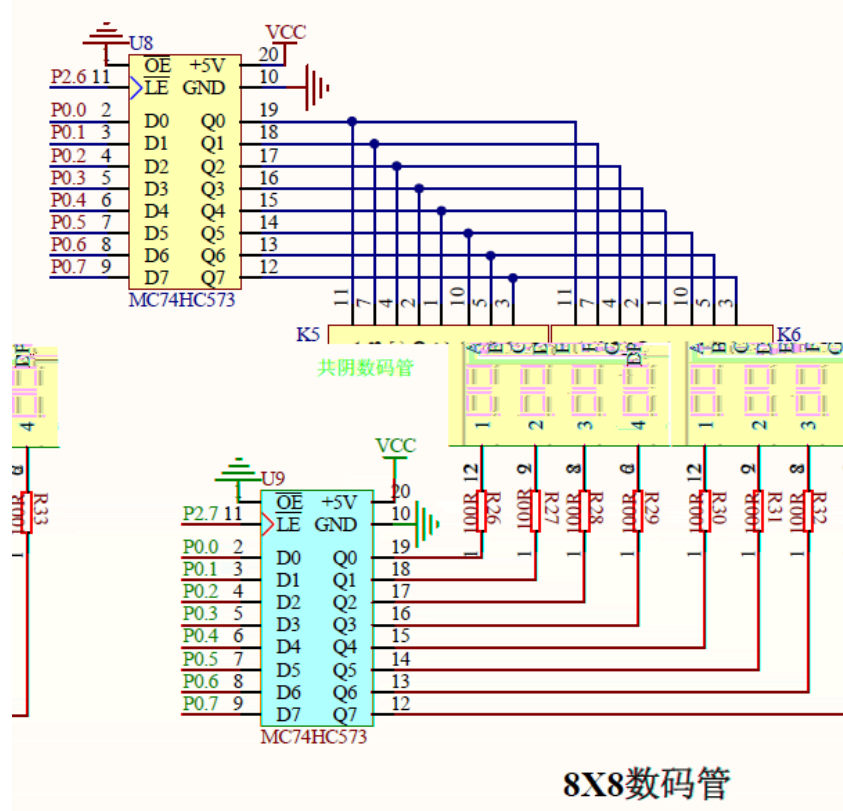 U8
VCC
OE +5V 20
P2.6 11 LE GND 10
P0.0 2 D0 Q0 19
P0.1 3 D1 Q1 18
P0.2 4 D2 Q2 17
P0.3 5 D3 Q3 16
P0.4 6 D4 Q4 15
P0.5 7 D5 Q5 14
P0.6 8 D6 Q6 13
P0.7 9 D7 Q7 12
MC74HC573
11 7 4 2 1 10 5 3
11 7 4 2 1 10 5 3
K5
K6
共阴数码管
DP
4
1 2 3 4
1 2 3
12 9 8 6
12 9 8
6
R33
R26 R27 R28 R29 R30 R31 R32
100R 100R 100R 100R 100R 100R 100R
1 1 1 1 1 1 1 1
U9
VCC
1
OE +5V 20
P2.7 11 LE GND 10
P0.0 2 D0 Q0 19
P0.1 3 D1 Q1 18
P0.2 4 D2 Q2 17
P0.3 5 D3 Q3 16
P0.4 6 D4 Q4 15
P0.5 7 D5 Q5 14
P0.6 8 D6 Q6 13
P0.7 9 D7 Q7 12
MC74HC573
8X8数码管